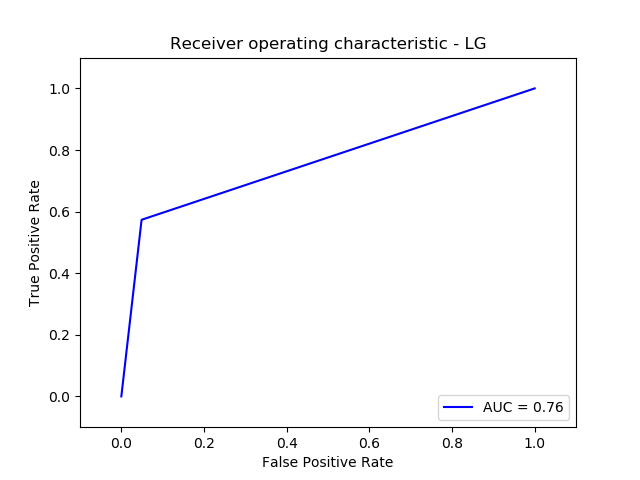 Receiver operating characteristic - LG
1.0
0.8
0.6
0.4
0.2
0.0
True Positive Rate
0.0 0.2 0.4 0.6 0.8 1.0
False Positive Rate
AUC = 0.76